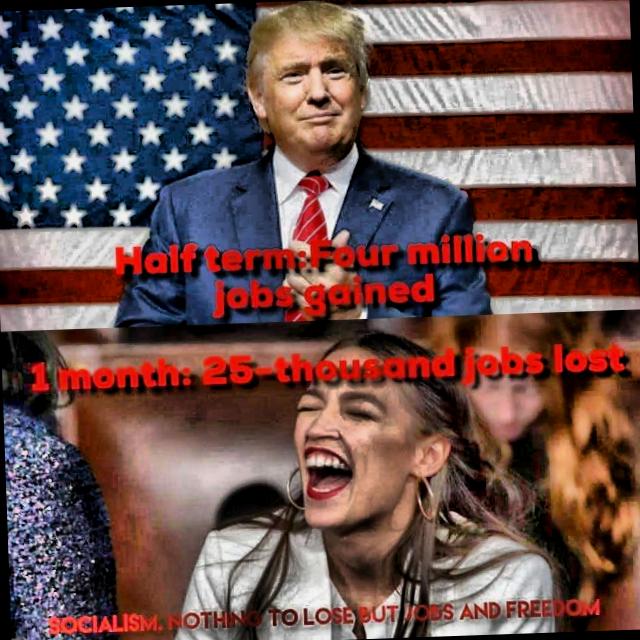 Half term:Four million
jobs gained
1 month: 25-thousand jobs lost
SOCIALISM. NOTHING TO LOSE BUT JOBS AND FREEDOM